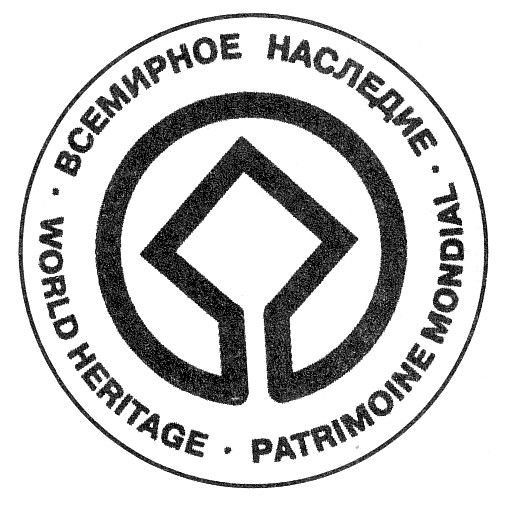 ВСЕМИРНОЕ НАСЛЕДИЕ ·
PATRIMOINE MONDIAL ·
WORLD HERITAGE ·